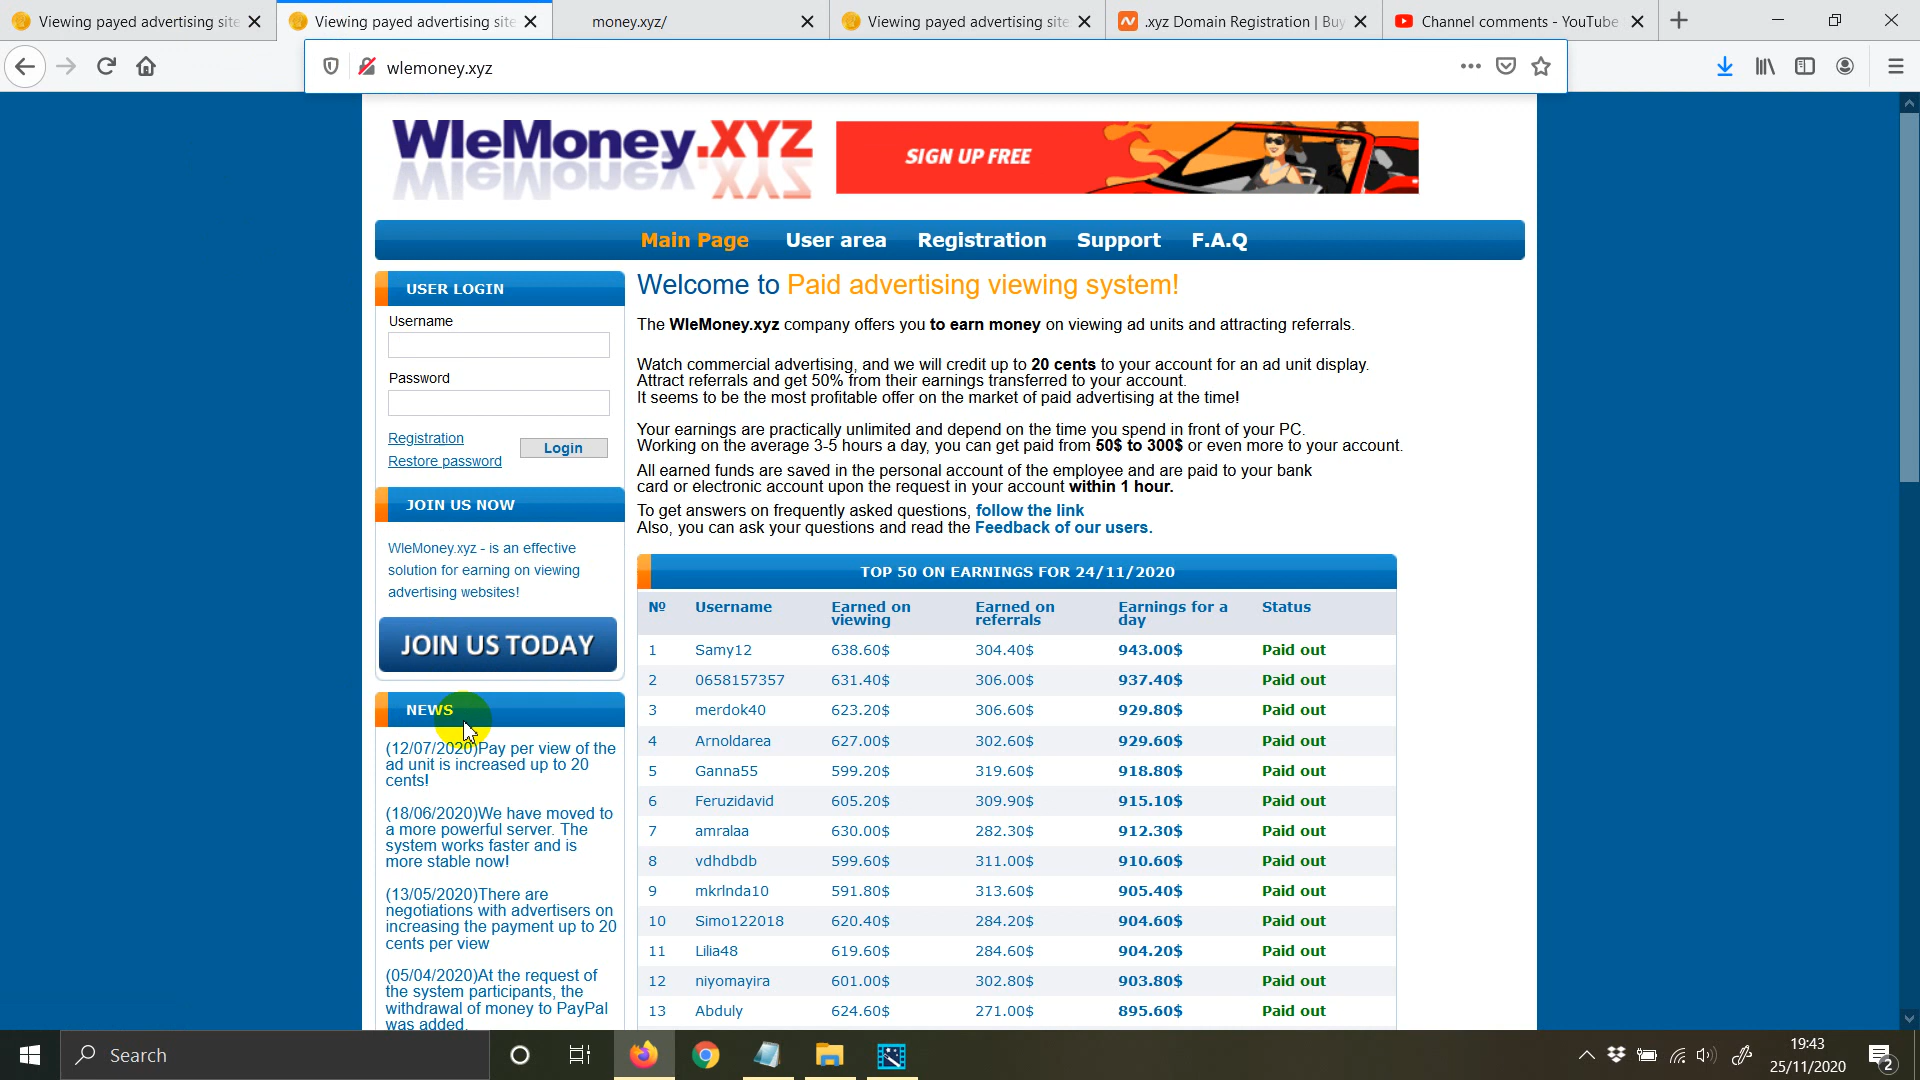 Viewing payed advertising site
Viewing payed advertising site
money.xyz/
Viewing payed advertising site
.xyz Domain Registration | Buy
Channel comments - YouTube
wlemoney.xyz
WleMoney.XYZ
SIGN UP FREE
Main Page User area Registration Support F.A.Q
USER LOGIN
Username
Password
Registration
Login
Restore password
JOIN US NOW
WleMoney.xyz - is an effective
solution for earning on viewing
advertising websites!
JOIN US TODAY
NEWS
(12/07/2020)Pay per view of the
ad unit is increased up to 20
cents!
(18/06/2020)We have moved to
a more powerful server. The
system works faster and is
more stable now!
(13/05/2020)There are
negotiations with advertisers on
increasing the payment up to 20
cents per view
(05/04/2020)At the request of
the system participants, the
withdrawal of money to PayPal
was added.
Welcome to Paid advertising viewing system!
The WleMoney.xyz company offers you to earn money on viewing ad units and attracting referrals.
Watch commercial advertising, and we will credit up to 20 cents to your account for an ad unit display.
Attract referrals and get 50% from their earnings transferred to your account.
It seems to be the most profitable offer on the market of paid advertising at the time!
Your earnings are practically unlimited and depend on the time you spend in front of your PC.
Working on the average 3-5 hours a day, you can get paid from 50$ to 300$ or even more to your account.
All earned funds are saved in the personal account of the employee and are paid to your bank
card or electronic account upon the request in your account within 1 hour.
To get answers on frequently asked questions, follow the link
Also, you can ask your questions and read the Feedback of our users.
TOP 50 ON EARNINGS FOR 24/11/2020
№ Username Earned on viewing Earned on referrals Earnings for a day Status
1 Samy12 638.60$ 304.40$ 943.00$ Paid out
2 0658157357 631.40$ 306.00$ 937.40$ Paid out
3 merdok40 623.20$ 306.60$ 929.80$ Paid out
4 Arnoldarea 627.00$ 302.60$ 929.60$ Paid out
5 Ganna55 599.20$ 319.60$ 918.80$ Paid out
6 Feruzidavid 605.20$ 309.90$ 915.10$ Paid out
7 amralaa 630.00$ 282.30$ 912.30$ Paid out
8 vdhdbdb 599.60$ 311.00$ 910.60$ Paid out
9 mkrlnda10 591.80$ 313.60$ 905.40$ Paid out
10 Simo122018 620.40$ 284.20$ 904.60$ Paid out
11 Lilia48 619.60$ 284.60$ 904.20$ Paid out
12 niyomayira 601.00$ 302.80$ 903.80$ Paid out
13 Abduly 624.60$ 271.00$ 895.60$ Paid out
Search
19:43
25/11/2020
2